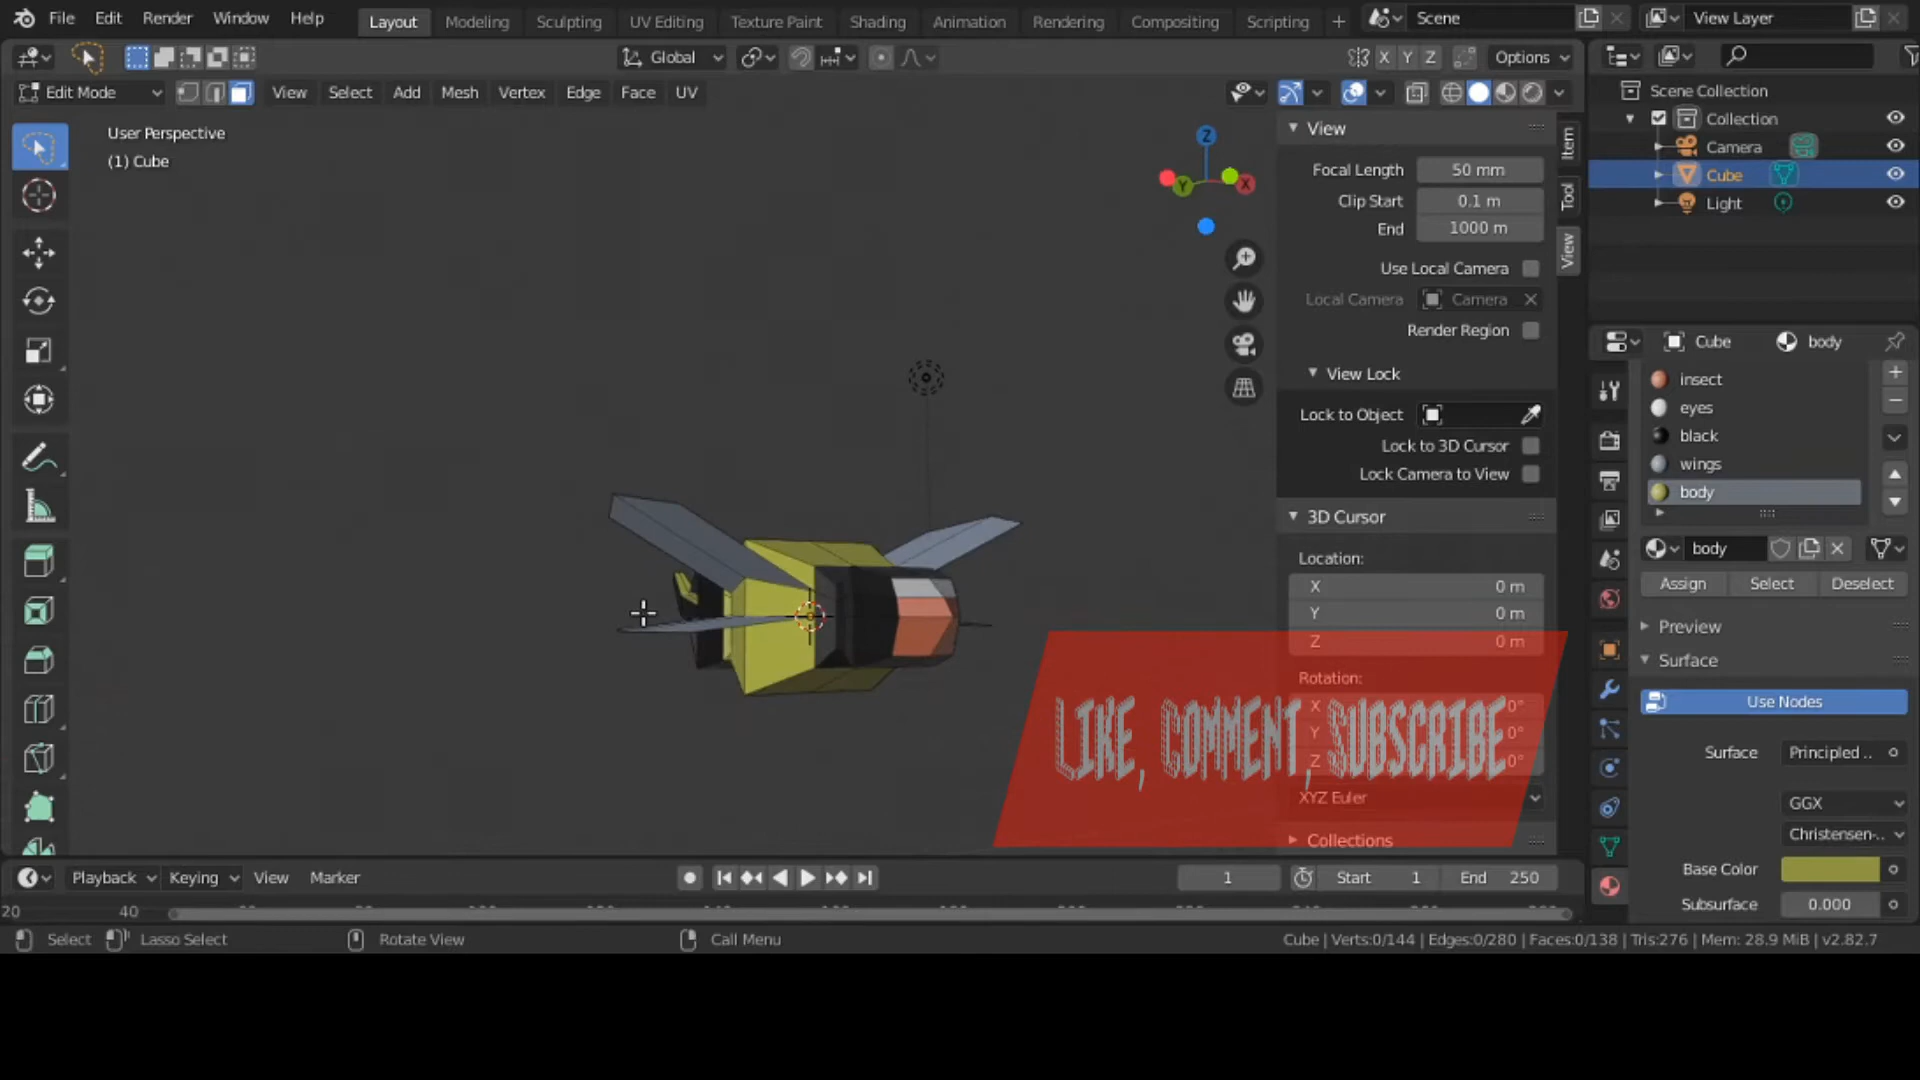 File Edit Render Window Help Layout Modeling Sculpting UV Editing Texture Paint Shading Animation Rendering Compositing Scripting + Scene View Layer
Global X Y Z Options
Edit Mode View Select Add Mesh Vertex Edge Face UV
User Perspective
(1) Cube
Z
Y
X
View
Focal Length 50 mm
Clip Start 0.1 m
End 1000 m
Use Local Camera
Local Camera Camera
Render Region
View Lock
Lock to Object
Lock to 3D Cursor
Lock Camera to View
3D Cursor
Location:
X 0 m
Y 0 m
Z 0 m
Rotation:
X 0°
Y 0°
Z 0°
XYZ Euler
Collections
Item
Tool
View
LIKE, COMMENT, SUBSCRIBE
Scene Collection
Collection
Camera
Cube
Light
Cube body
insect
eyes
black
wings
body
body
Assign Select Deselect
Preview
Surface
Use Nodes
Surface Principled ..
GGX
Christensen-..
Base Color
Subsurface 0.000
Playback Keying View Marker 1 Start 1 End 250
20 40
Select Lasso Select Rotate View Call Menu Cube | Verts:0/144 | Edges:0/280 | Faces:0/138 | Tris:276 | Mem: 28.9 MiB | v2.82.7